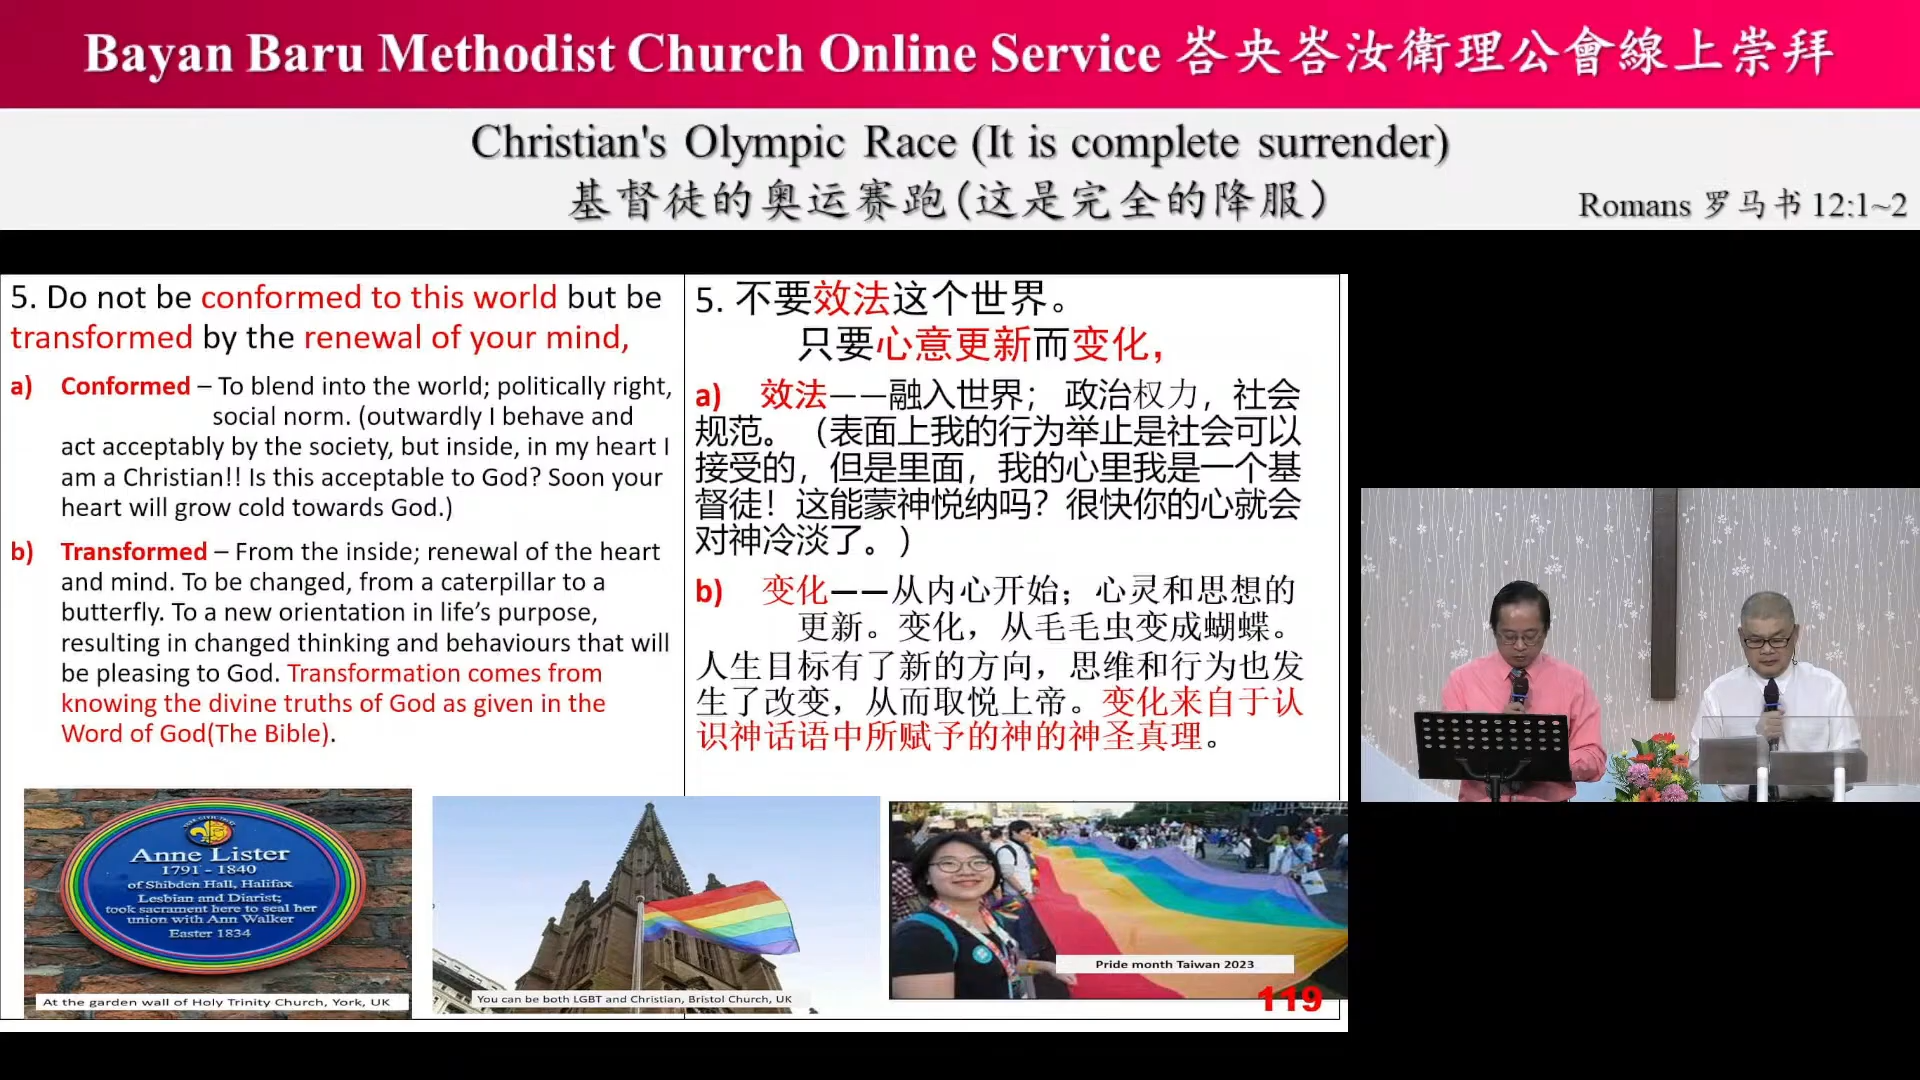 Bayan Baru Methodist Church Online Service 峇央峇汝衛理公會線上崇拜
Christian's Olympic Race (It is complete surrender)
基督徒的奥运赛跑(这是完全的降服)
Romans 罗马书 12:1~2
5. Do not be conformed to this world but be
transformed by the renewal of your mind,
a) Conformed – To blend into the world; politically right,
social norm. (outwardly I behave and
act acceptably by the society, but inside, in my heart I
am a Christian!! Is this acceptable to God? Soon your
heart will grow cold towards God.)
b) Transformed – From the inside; renewal of the heart
and mind. To be changed, from a caterpillar to a
butterfly. To a new orientation in life's purpose,
resulting in changed thinking and behaviours that will
be pleasing to God. Transformation comes from
knowing the divine truths of God as given in the
Word of God(The Bible).
5. 不要效法这个世界。
只要心意更新而变化，
a) 效法——融入世界； 政治权力，社会
规范。（表面上我的行为举止是社会可以
接受的，但是里面，我的心里我是一个基
督徒！这能蒙神悦纳吗？很快你的心就会
对神冷淡了。）
b) 变化——从内心开始；心灵和思想的
更新。变化，从毛毛虫变成蝴蝶。
人生目标有了新的方向，思维和行为也发
生了改变，从而取悦上帝。变化来自于认
识神话语中所赋予的神的神圣真理。
Anne Lister
1791 - 1840
of Shibden Hall, Halifax
Lesbian and Diarist;
took sacrament here to seal her
union with Ann Walker
Easter 1834
At the garden wall of Holy Trinity Church, York, UK
You can be both LGBT and Christian, Bristol Church, UK
Pride month Taiwan 2023
119